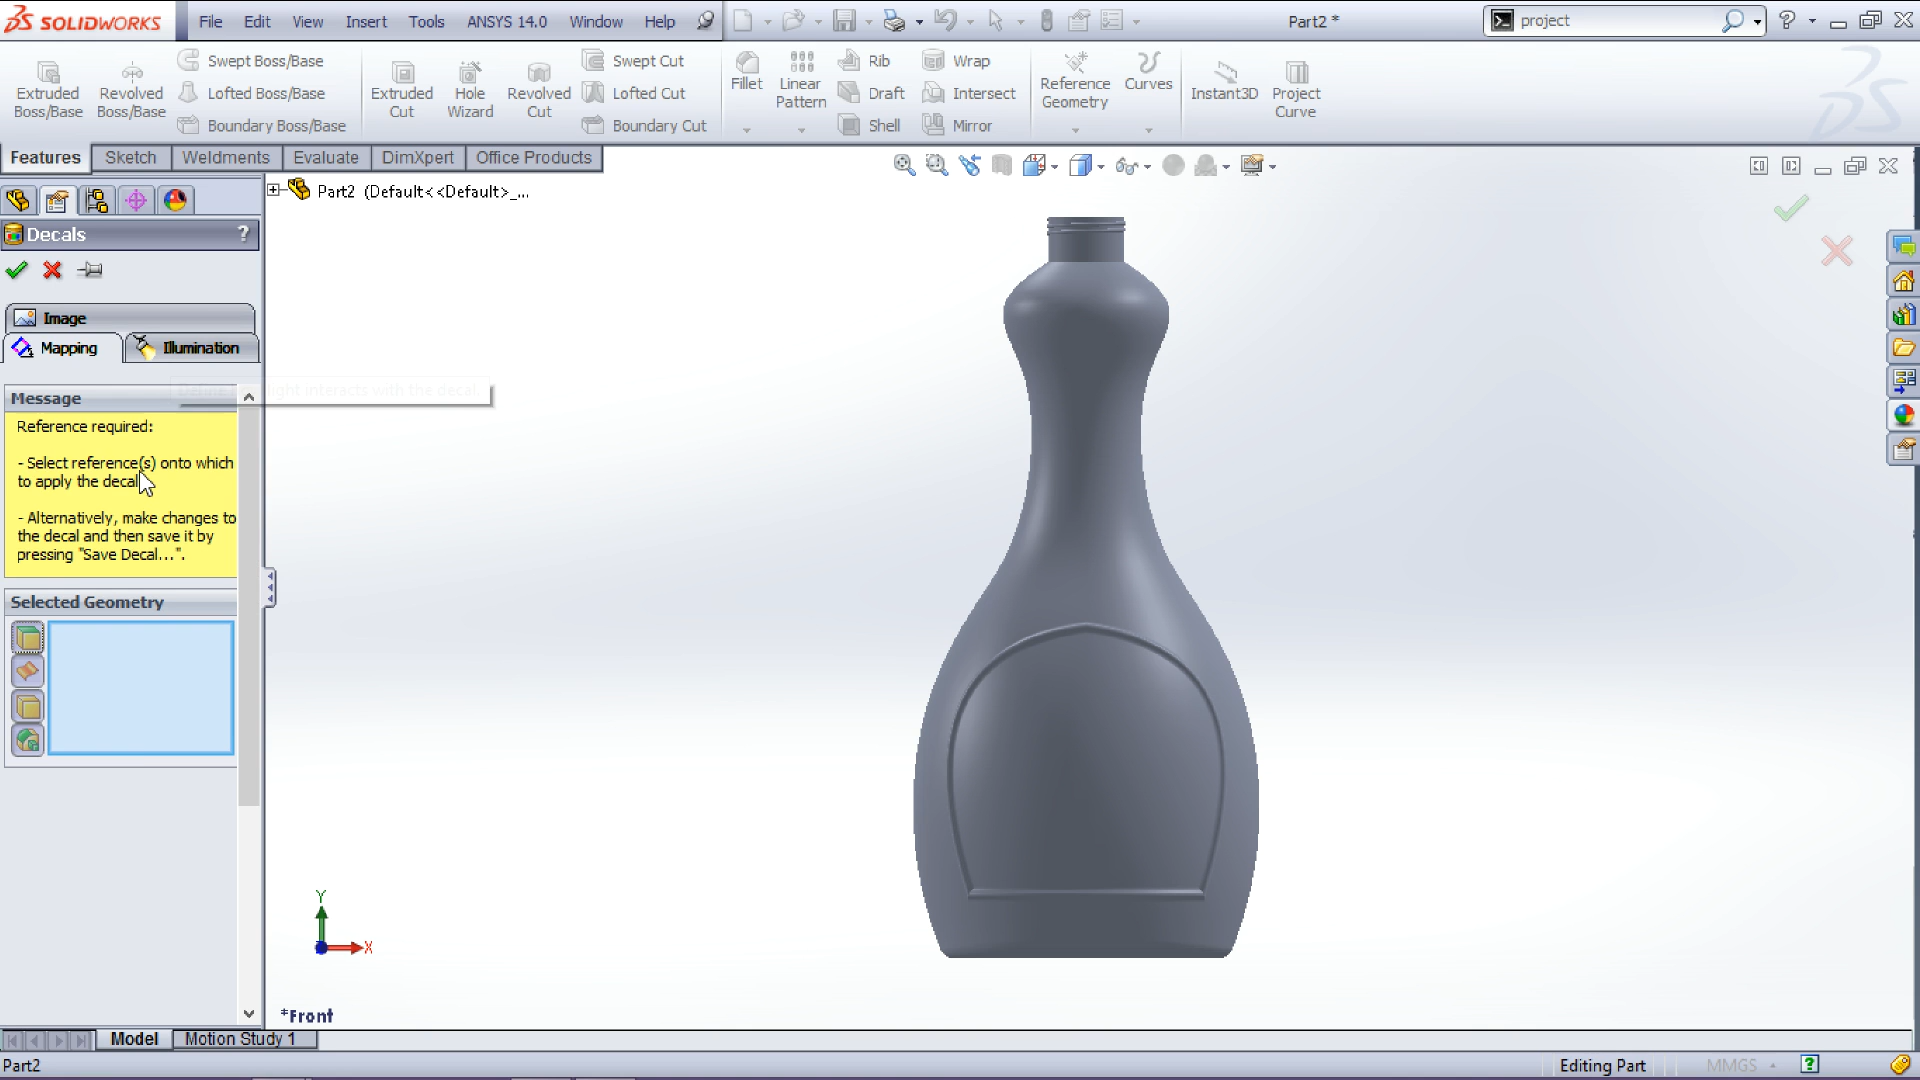 SOLIDWORKS File Edit View Insert Tools ANSYS 14.0 Window Help Part2 * project
Extruded Boss/Base
Revolved Boss/Base
Swept Boss/Base
Lofted Boss/Base
Boundary Boss/Base
Extruded Cut
Hole Wizard
Revolved Cut
Swept Cut
Lofted Cut
Boundary Cut
Fillet
Linear Pattern
Rib
Draft
Shell
Wrap
Intersect
Mirror
Reference Geometry
Curves
Instant3D
Project Curve
Features Sketch Weldments Evaluate DimXpert Office Products
Part2 (Default<<Default>_...
Decals ?
Image
Mapping Illumination
light interacts with the decal.
Message
Reference required:
- Select reference(s) onto which
to apply the decal
- Alternatively, make changes to
the decal and then save it by
pressing "Save Decal...".
Selected Geometry
Y
X
*Front
Model Motion Study 1
Part2 Editing Part MMGS